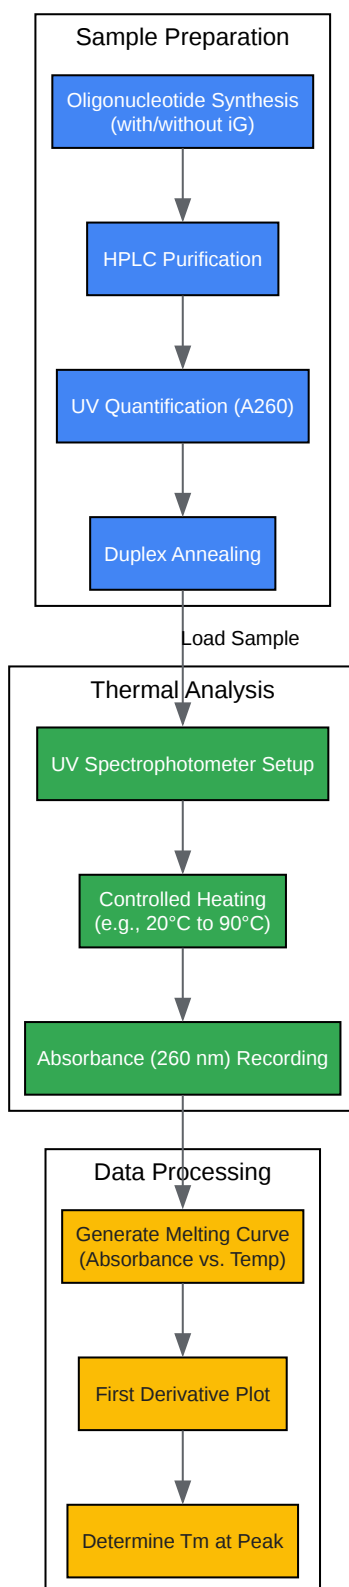 Sample Preparation
Oligonucleotide Synthesis
(with/without iG)
HPLC Purification
UV Quantification (A260)
Duplex Annealing
Load Sample
Thermal Analysis
UV Spectrophotometer Setup
Controlled Heating
(e.g., 20°C to 90°C)
Absorbance (260 nm) Recording
Data Processing
Generate Melting Curve
(Absorbance vs. Temp)
First Derivative Plot
Determine Tm at Peak